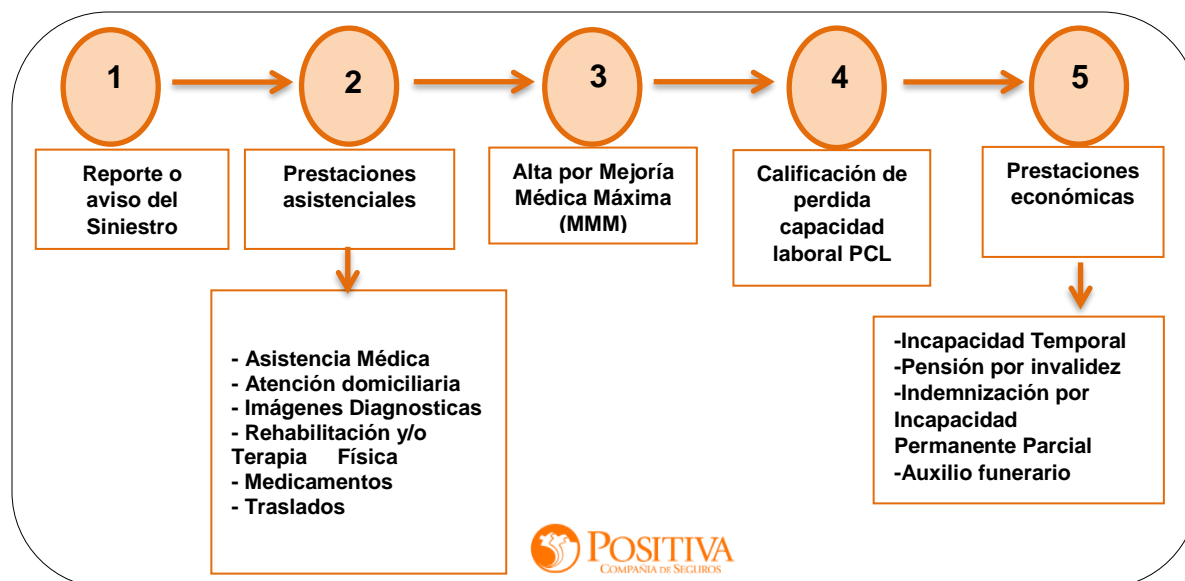 1
2
3
4
5
Reporte o
aviso del
Siniestro
Prestaciones
asistenciales
Alta por Mejoría
Médica Máxima
(MMM)
Calificación de
perdida
capacidad
laboral PCL
Prestaciones
económicas
- Asistencia Médica
- Atención domiciliaria
- Imágenes Diagnosticas
- Rehabilitación y/o
Terapia Física
- Medicamentos
- Traslados
-Incapacidad Temporal
-Pensión por invalidez
-Indemnización por
Incapacidad
Permanente Parcial
-Auxilio funerario
POSITIVA
COMPAÑIA DE SEGUROS